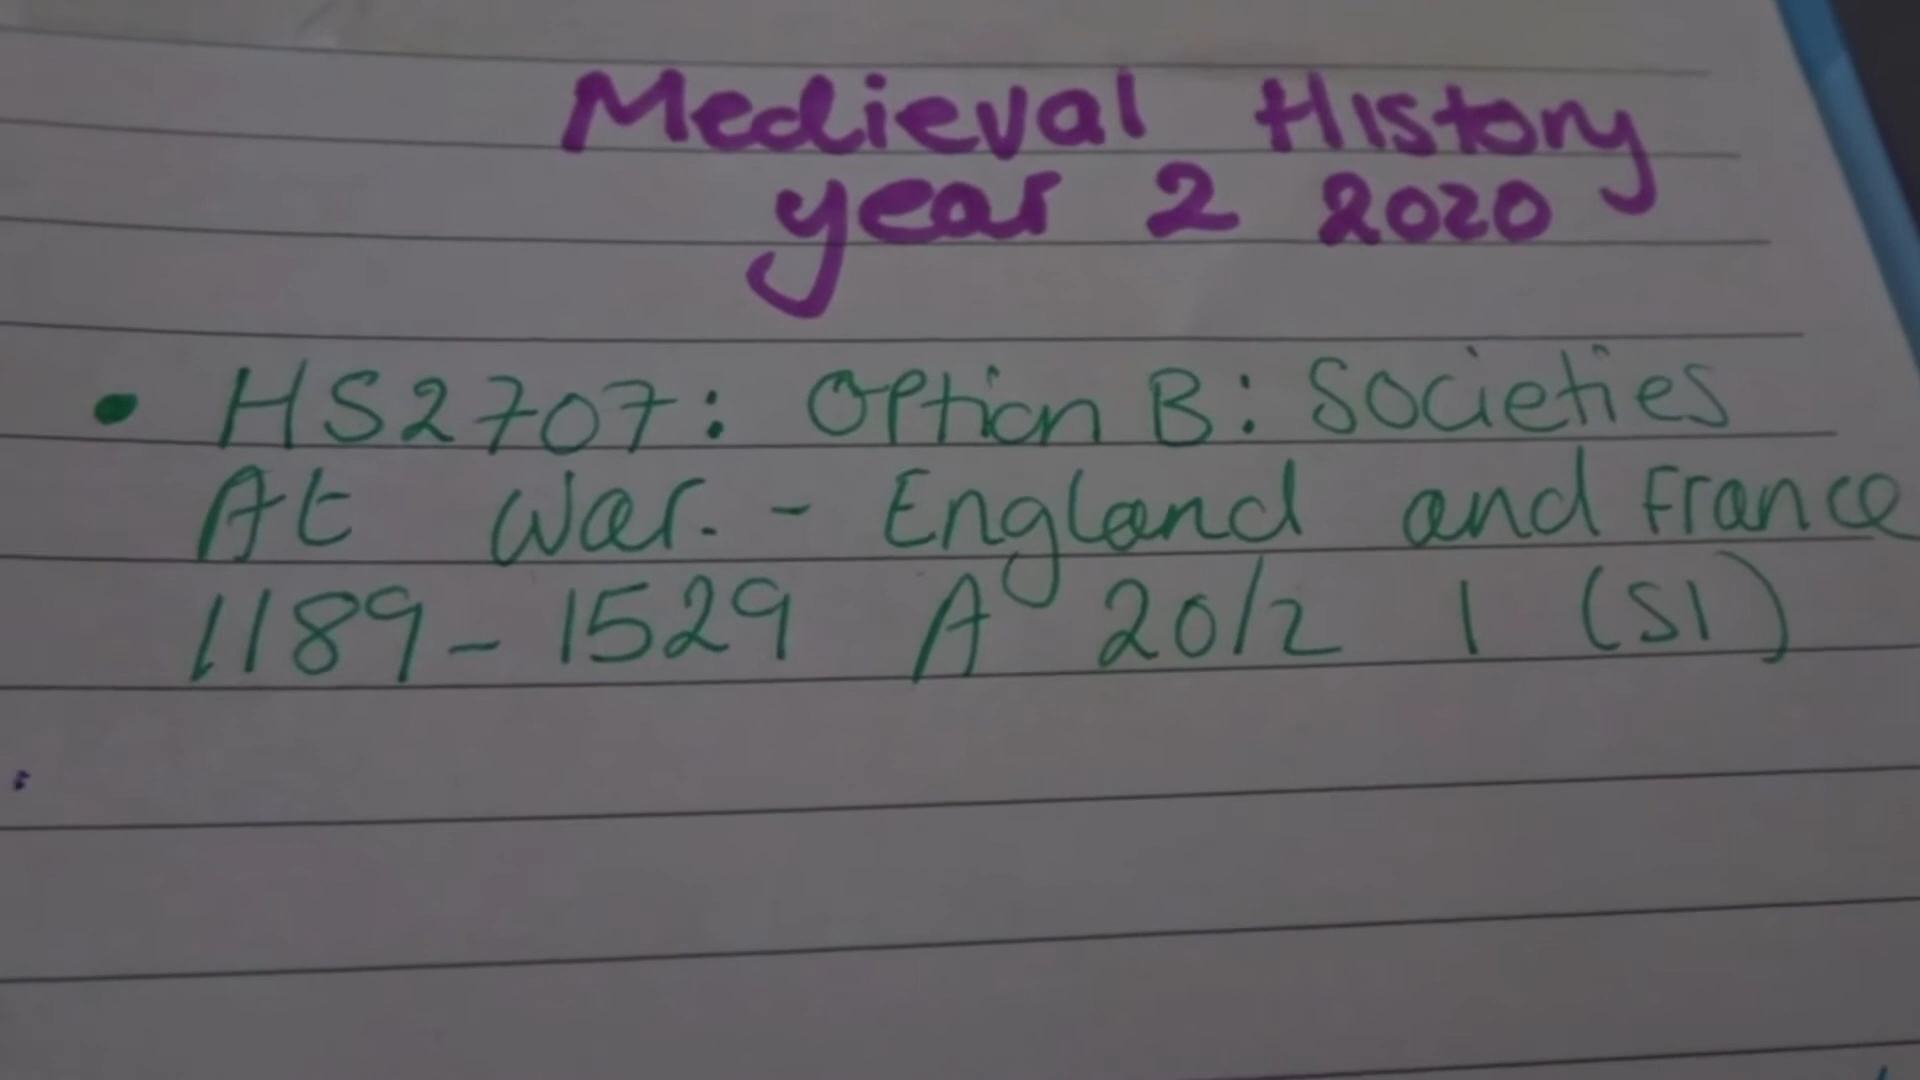 Medieval History
year 2 2020
• HS2707: Option B: Societies
At War. - England and France
1189-1529 A 20/2 1 (S1)